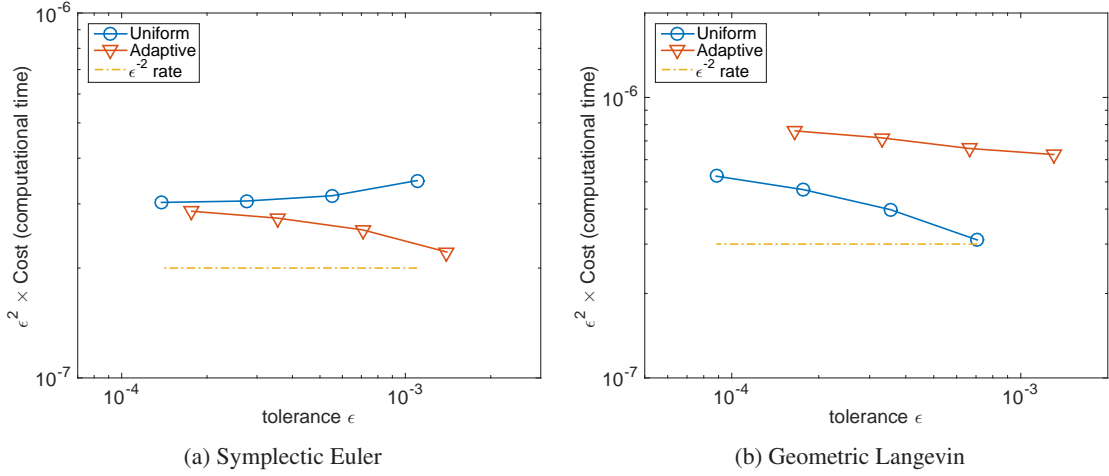 10^-6
Uniform
Adaptive
ϵ^-2 rate
ϵ^2 × Cost (computational time)
10^-7
10^-4
10^-3
tolerance ϵ
(a) Symplectic Euler
Uniform
Adaptive
ϵ^-2 rate
10^-6
ϵ^2 × Cost (computational time)
10^-7
10^-4
10^-3
tolerance ϵ
(b) Geometric Langevin